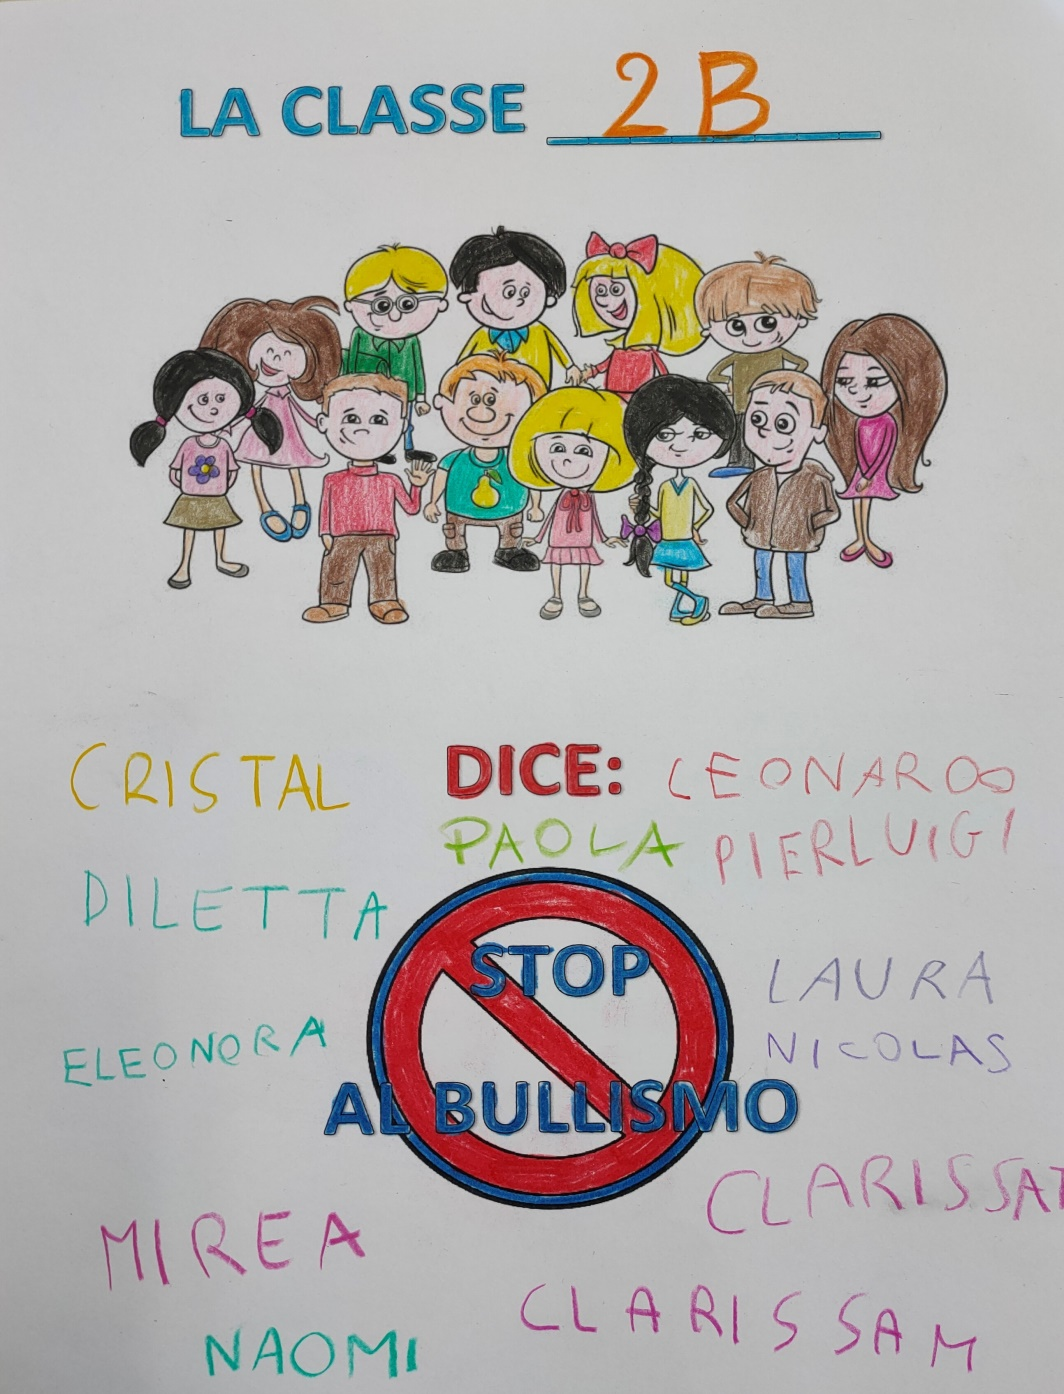 LA CLASSE 2B
CRISTAL
DICE:
LEONARDO
PAOLA
PIERLUIGI
DILETTA
STOP
LAURA
ELEONORA
NICOLAS
AL BULLISMO
CLARISSAT
MIREA
CLARISSAM
NAOMI